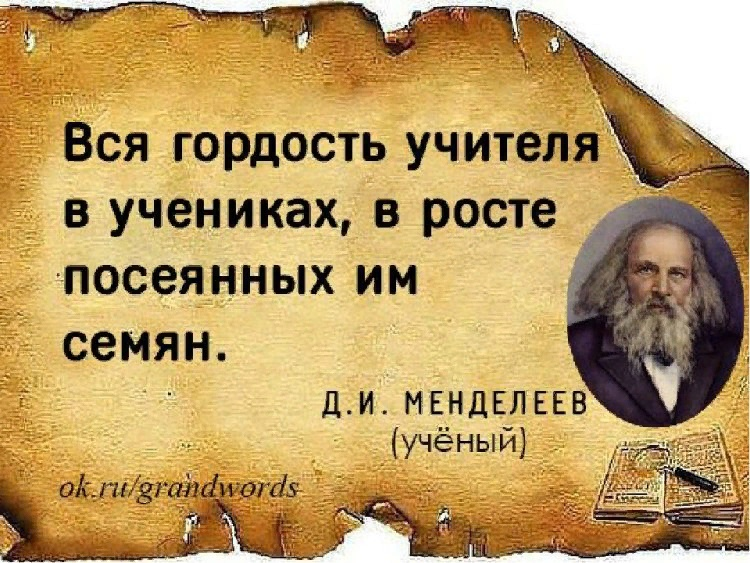 Вся гордость учителя
в учениках, в росте
посеянных им
семян.
Д.И. МЕНДЕЛЕЕВ
(учёный)
ok.ru/grandwords